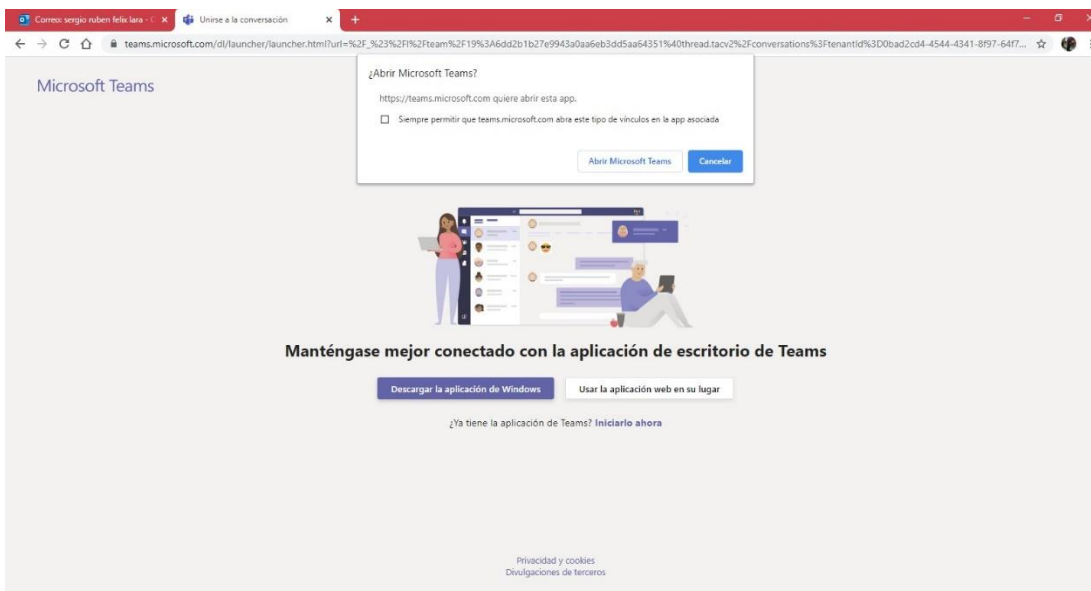 Correo: sergio ruben felix lara - O
Unirse a la conversación
teams.microsoft.com/dl/launcher/launcher.html?url=%2F_%23%2Fl%2Fteam%2F19%3A6dd2b1b27e9943a0aa6eb3dd5aa64351%40thread.tacv2%2Fconversations%3FtenantId%3D0bad2cd4-4544-4341-8f97-64f7...
Microsoft Teams
¿Abrir Microsoft Teams?
https://teams.microsoft.com quiere abrir esta app.
Siempre permitir que teams.microsoft.com abra este tipo de vínculos en la app asociada
Abrir Microsoft Teams
Cancelar
Manténgase mejor conectado con la aplicación de escritorio de Teams
Descargar la aplicación de Windows
Usar la aplicación web en su lugar
¿Ya tiene la aplicación de Teams? Iniciarlo ahora
Privacidad y cookies
Divulgaciones de terceros